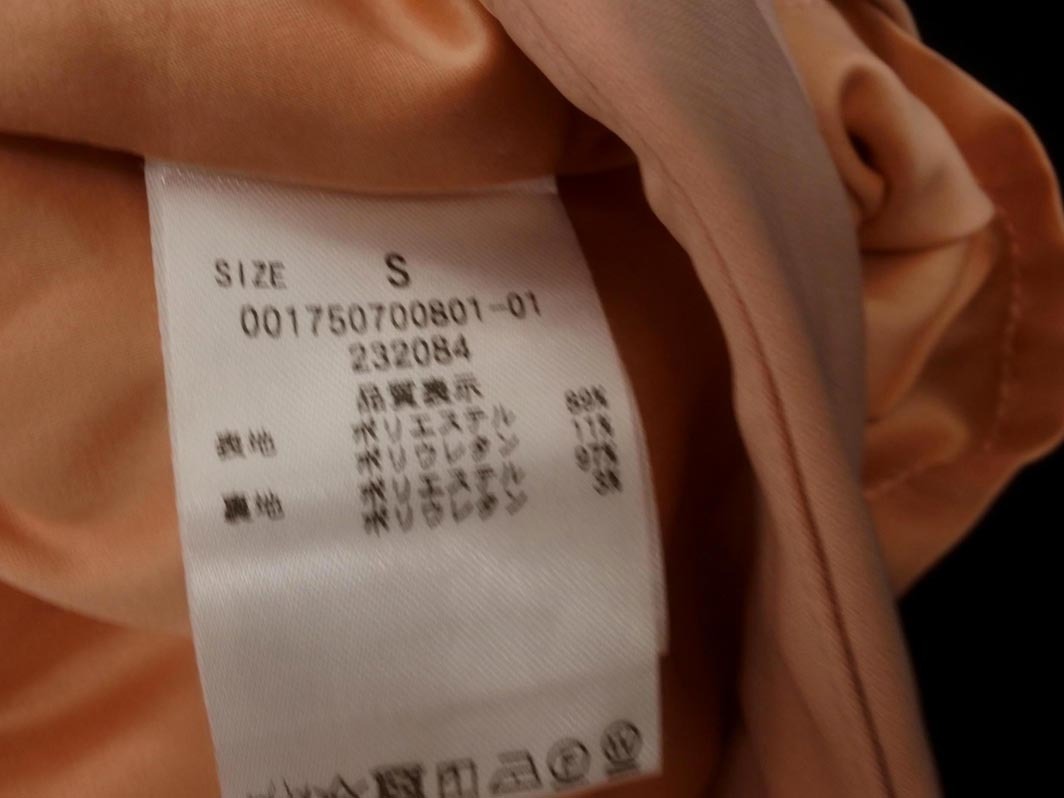 SIZE S
001750700801-01
232084
品質表示
表地 ポリエステル 89%
ポリウレタン 11%
裏地 ポリエステル 97%
ポリウレタン 3%